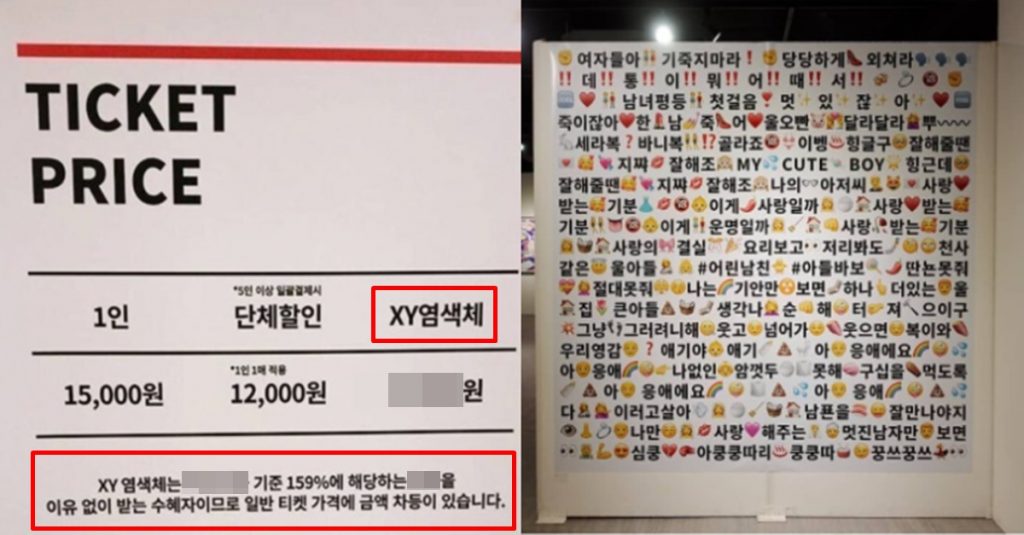 TICKET
PRICE
*5인 이상 일괄결제시
1인 단체할인 XY염색체
*1인 1매 적용
15,000원 12,000원 원
XY 염색체는 기준 159%에 해당하는 을
이유 없이 받는 수혜자이므로 일반 티켓 가격에 금액 차등이 있습니다.
✊여자들아👭기죽지마라❗✊당당하게👠외쳐라🗣🗣🗣
‼데‼통‼이‼뭐‼어‼때‼서‼
❤👫남녀평등👫첫걸음❣멋✨있✨잖✨아✨❤
죽이잖아❤한 남 죽 어❤울오빤🐷 달라달라 뿌〰〰
세라복❓바니복 ⁉골라죠🔞 이벵♨힝글구🥺잘해줄땐
💌🥰💘지쨔💋잘해조🙈MY💦CUTE BOY 힝근데🥺
잘해줄땐🥰💘지쨔💋잘해조🙈나의 아저씨 💌사랑❤
받는🥰기분 💋🔞👶이게🌶사랑일까 🏠사랑❤받는🥰
기분 👅🔞👶이게 운명일까 🏠사랑🥀받는🥰기분
🏠사랑의🎀결실 요리보고👀저리봐도 천사
같은😇울아들 #어린남친 #아들바보 🌶딴뇬못줘
절대못줘 나는 기안만 보면 하나 더있는 울
집 큰아들💩 생각나 순 해 터 져 으이구
💥그냥👣그러려니해 웃고 넘어가 🍆웃으면 복이와
우리영감 ❓애기야 애기 💩 아 응애에요🌈💦
아 응애🌈💦나없인 암껏두 못해 구십을🍆먹도록
💩 아 응애에요🌈 💩 아 응애🌈💦
다 이러고살아 🏠남푠을🥓 잘만나야지
👁 💍 나만 💋사랑💗해주는 멋진남자만 보면
💪😍심쿵💔💔아쿵쿵따리♨쿵쿵따 꽁쓰꽁쓰💃👀